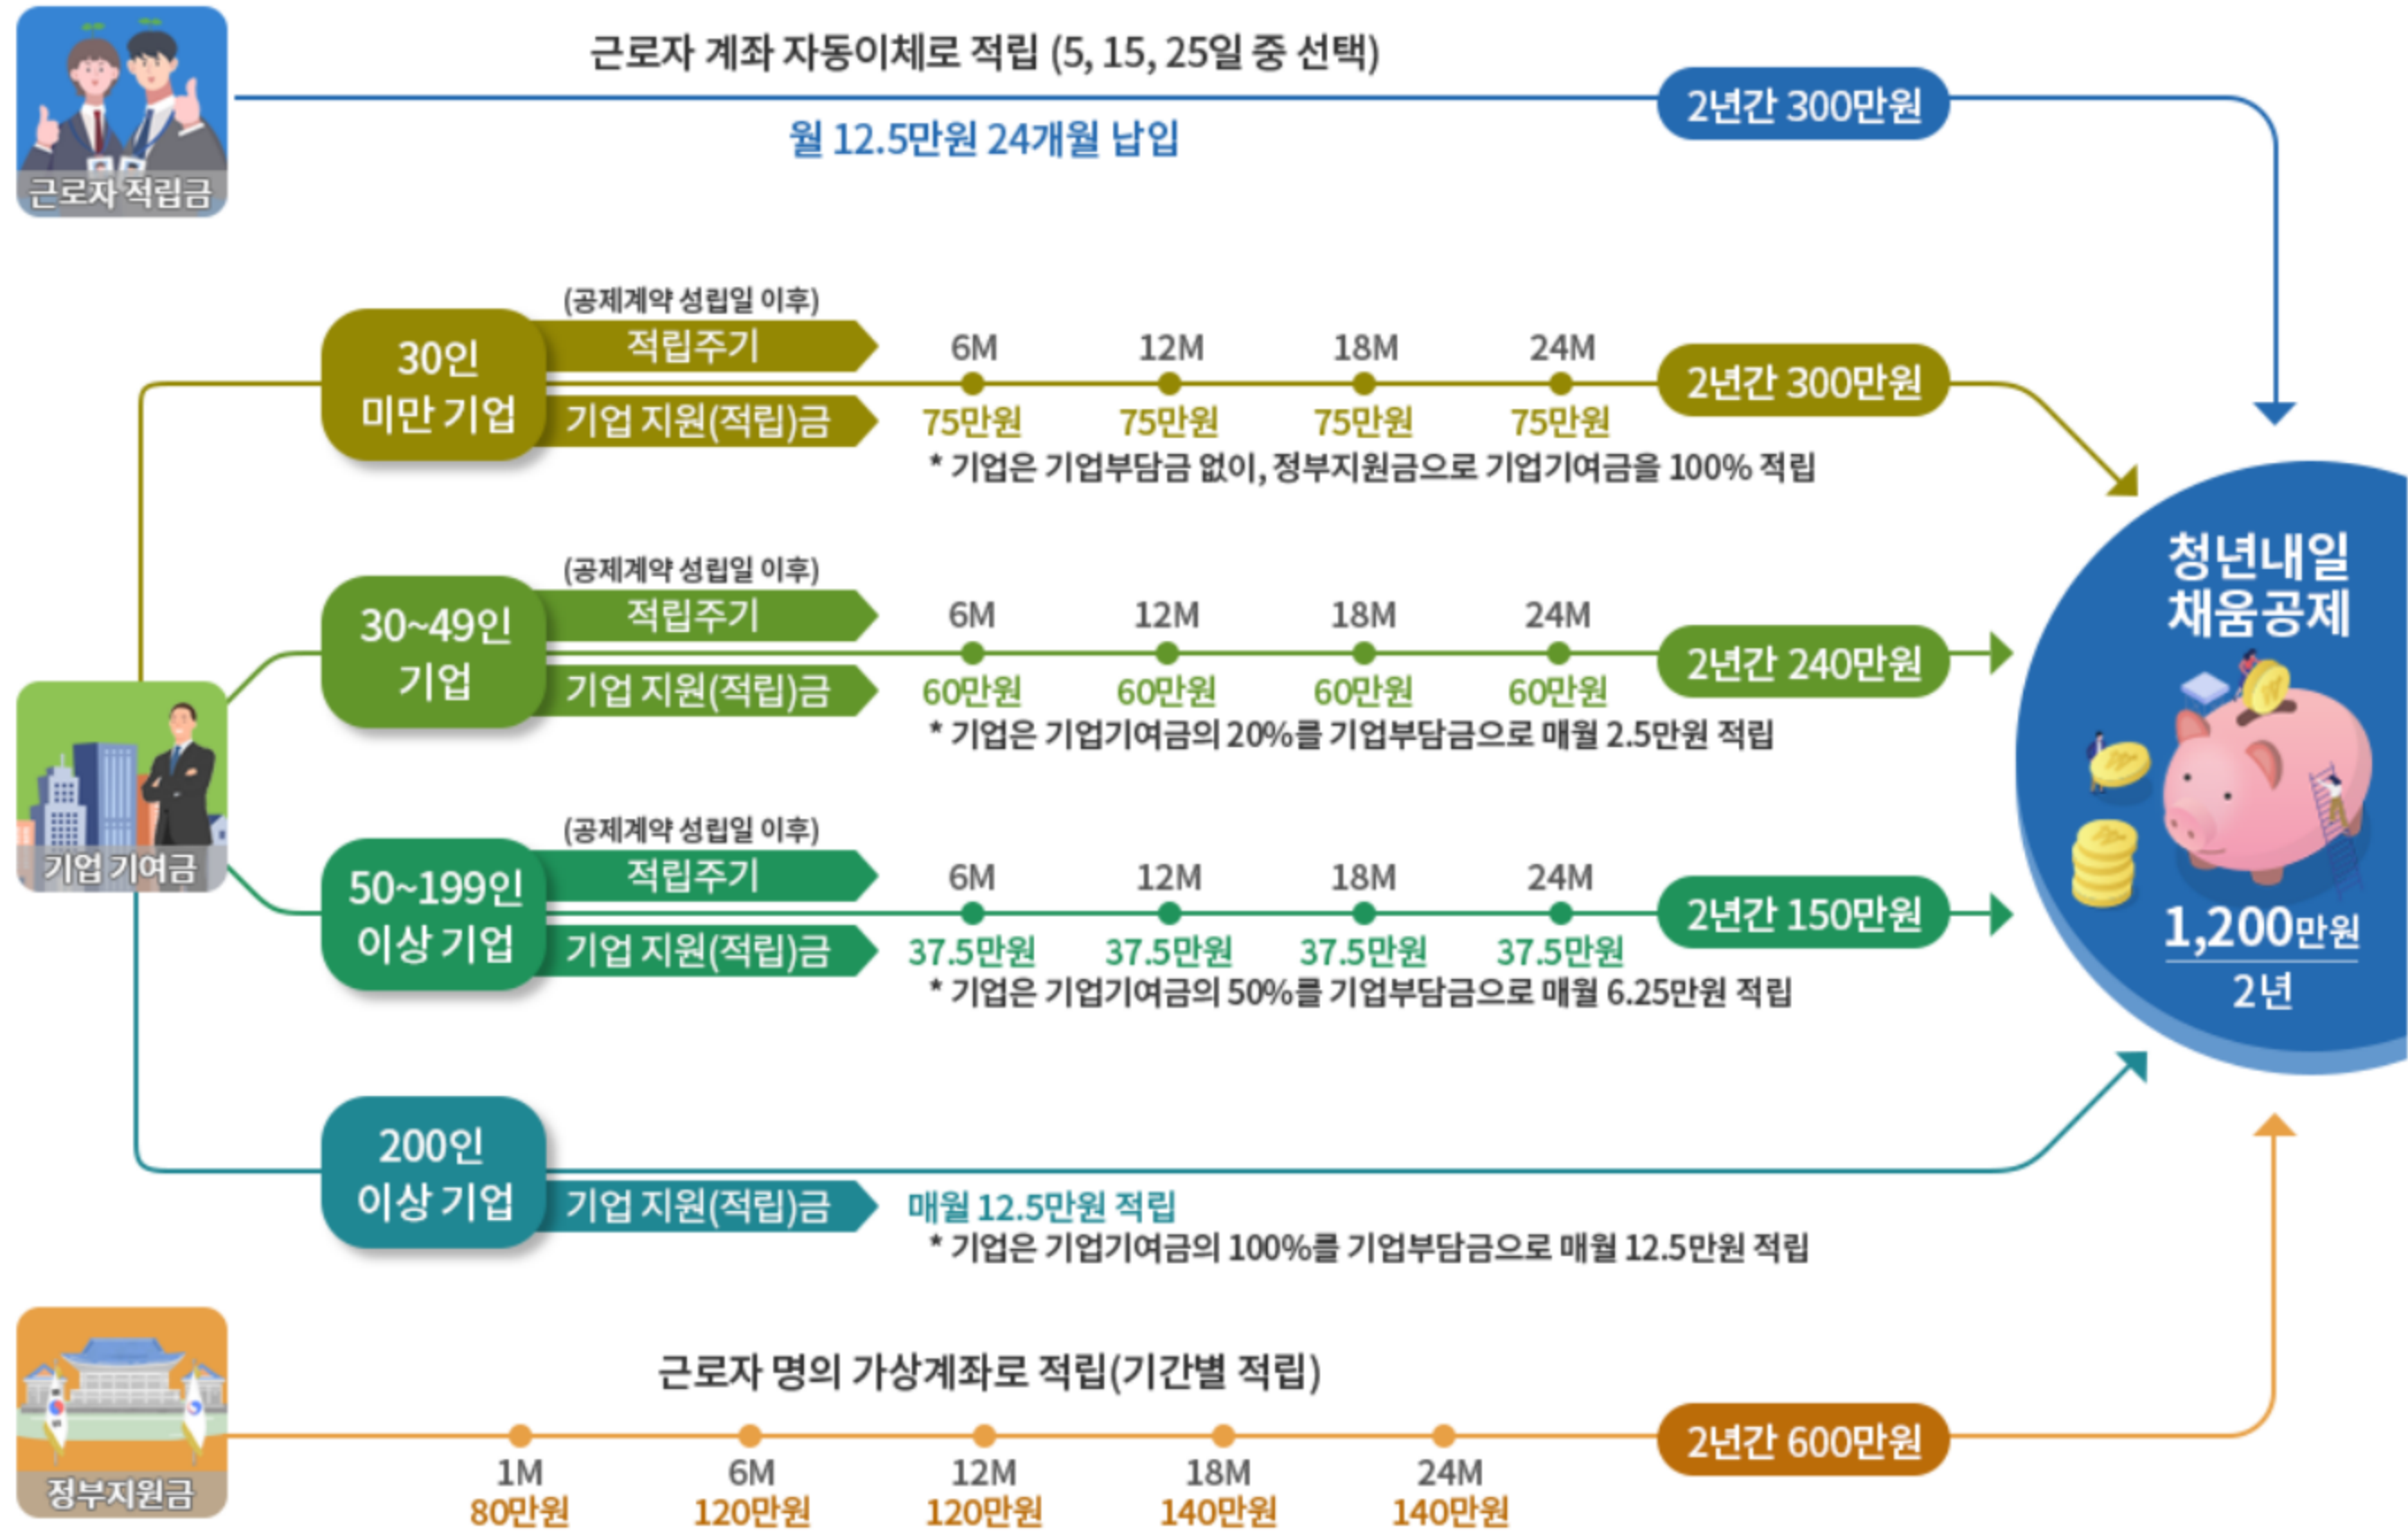 근로자 적립금
근로자 계좌 자동이체로 적립 (5, 15, 25일 중 선택)
월 12.5만원 24개월 납입
2년간 300만원
기업 기여금
30인
미만 기업
(공제계약 성립일 이후)
적립주기
6M 12M 18M 24M
기업 지원(적립)금
75만원 75만원 75만원 75만원
* 기업은 기업부담금 없이, 정부지원금으로 기업기여금을 100% 적립
2년간 300만원
30~49인
기업
(공제계약 성립일 이후)
적립주기
6M 12M 18M 24M
기업 지원(적립)금
60만원 60만원 60만원 60만원
* 기업은 기업기여금의 20%를 기업부담금으로 매월 2.5만원 적립
2년간 240만원
50~199인
이상 기업
(공제계약 성립일 이후)
적립주기
6M 12M 18M 24M
기업 지원(적립)금
37.5만원 37.5만원 37.5만원 37.5만원
* 기업은 기업기여금의 50%를 기업부담금으로 매월 6.25만원 적립
2년간 150만원
200인
이상 기업
기업 지원(적립)금
매월 12.5만원 적립
* 기업은 기업기여금의 100%를 기업부담금으로 매월 12.5만원 적립
정부지원금
근로자 명의 가상계좌로 적립(기간별 적립)
1M 6M 12M 18M 24M
80만원 120만원 120만원 140만원 140만원
2년간 600만원
청년내일
채움공제
1,200만원
2년